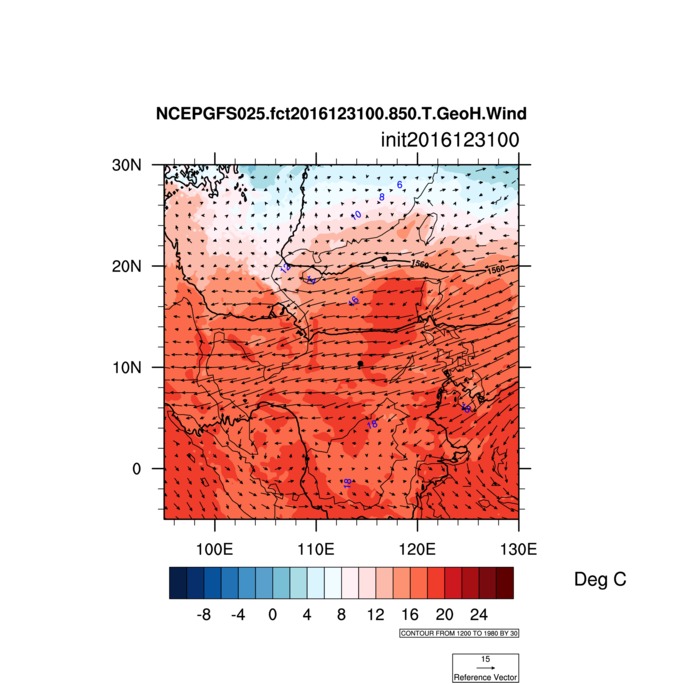 NCEPGFS025.fct2016123100.850.T.GeoH.Wind
init2016123100
30N
6
8
10
1560
20N
12
1560
16
10N
18
0
18
100E 110E 120E 130E
Deg C
-8 -4 0 4 8 12 16 20 24
CONTOUR FROM 1200 TO 1980 BY 30
15
Reference Vector